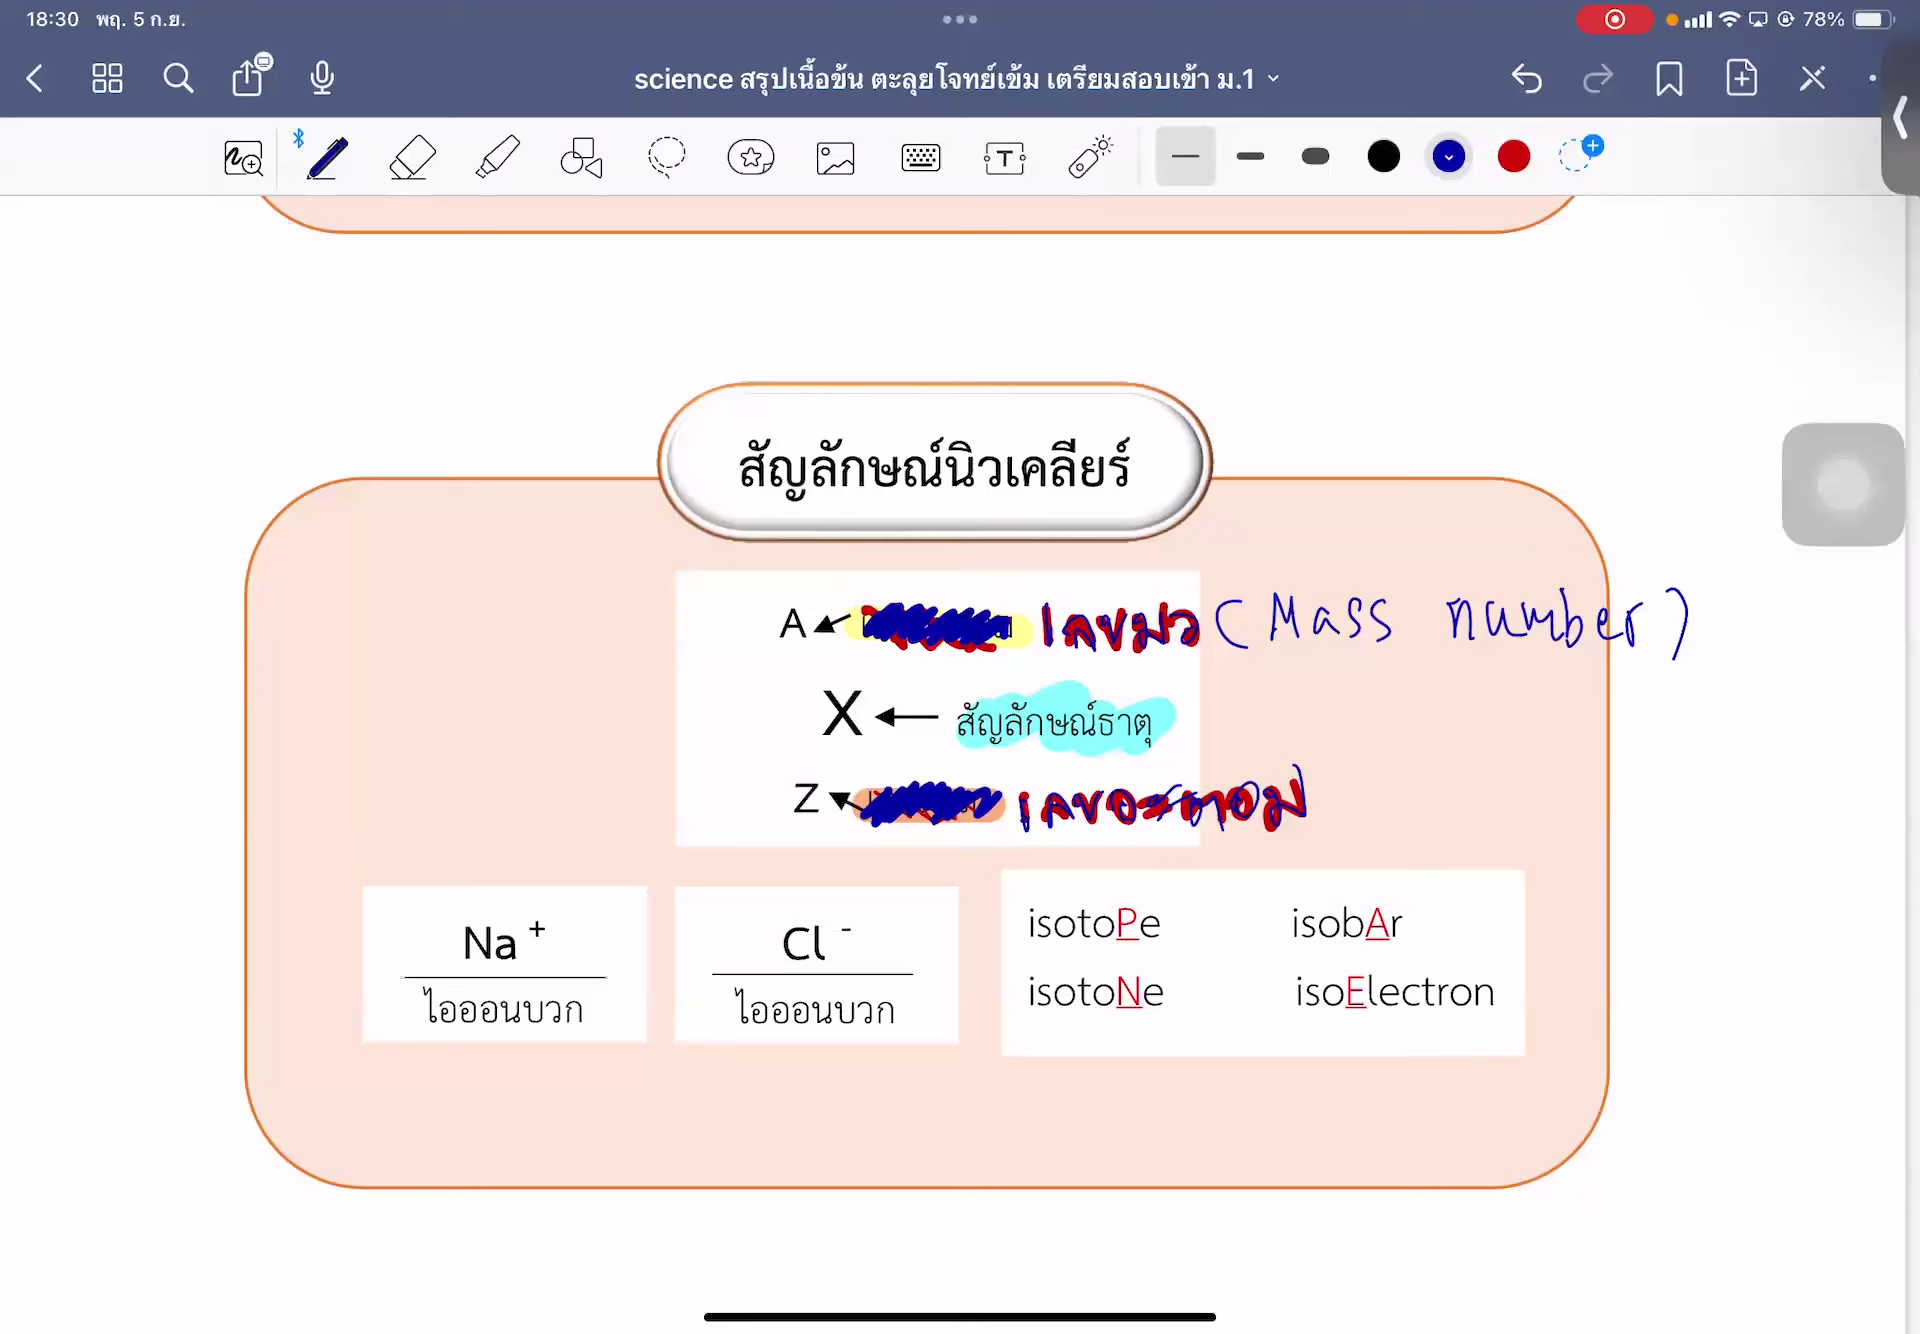 18:30 พฤ. 5 ก.ย.
78%
science สรุปเนื้อข้น ตะลุยโจทย์เข้ม เตรียมสอบเข้า ม.1
สัญลักษณ์นิวเคลียร์
A เลขมวล (Mass number)
X สัญลักษณ์ธาตุ
Z เลขอะตอม
Na + Cl - isotoPe isobAr
ไอออนบวก ไอออนบวก isotoNe isoElectron